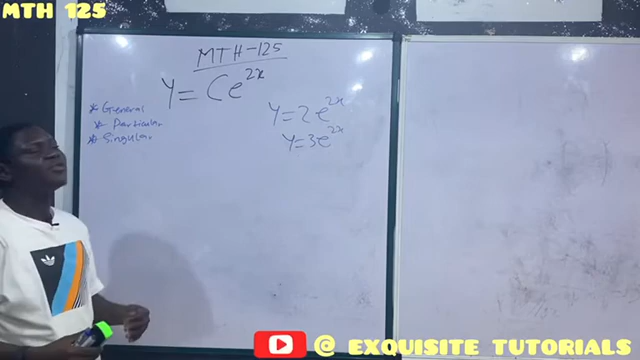 MTH 125
MTH-125
Y=Ce^2x
* General
* Particular
* Singular
Y=2e^2x
Y=3e^2x
@ EXQUISITE TUTORIALS